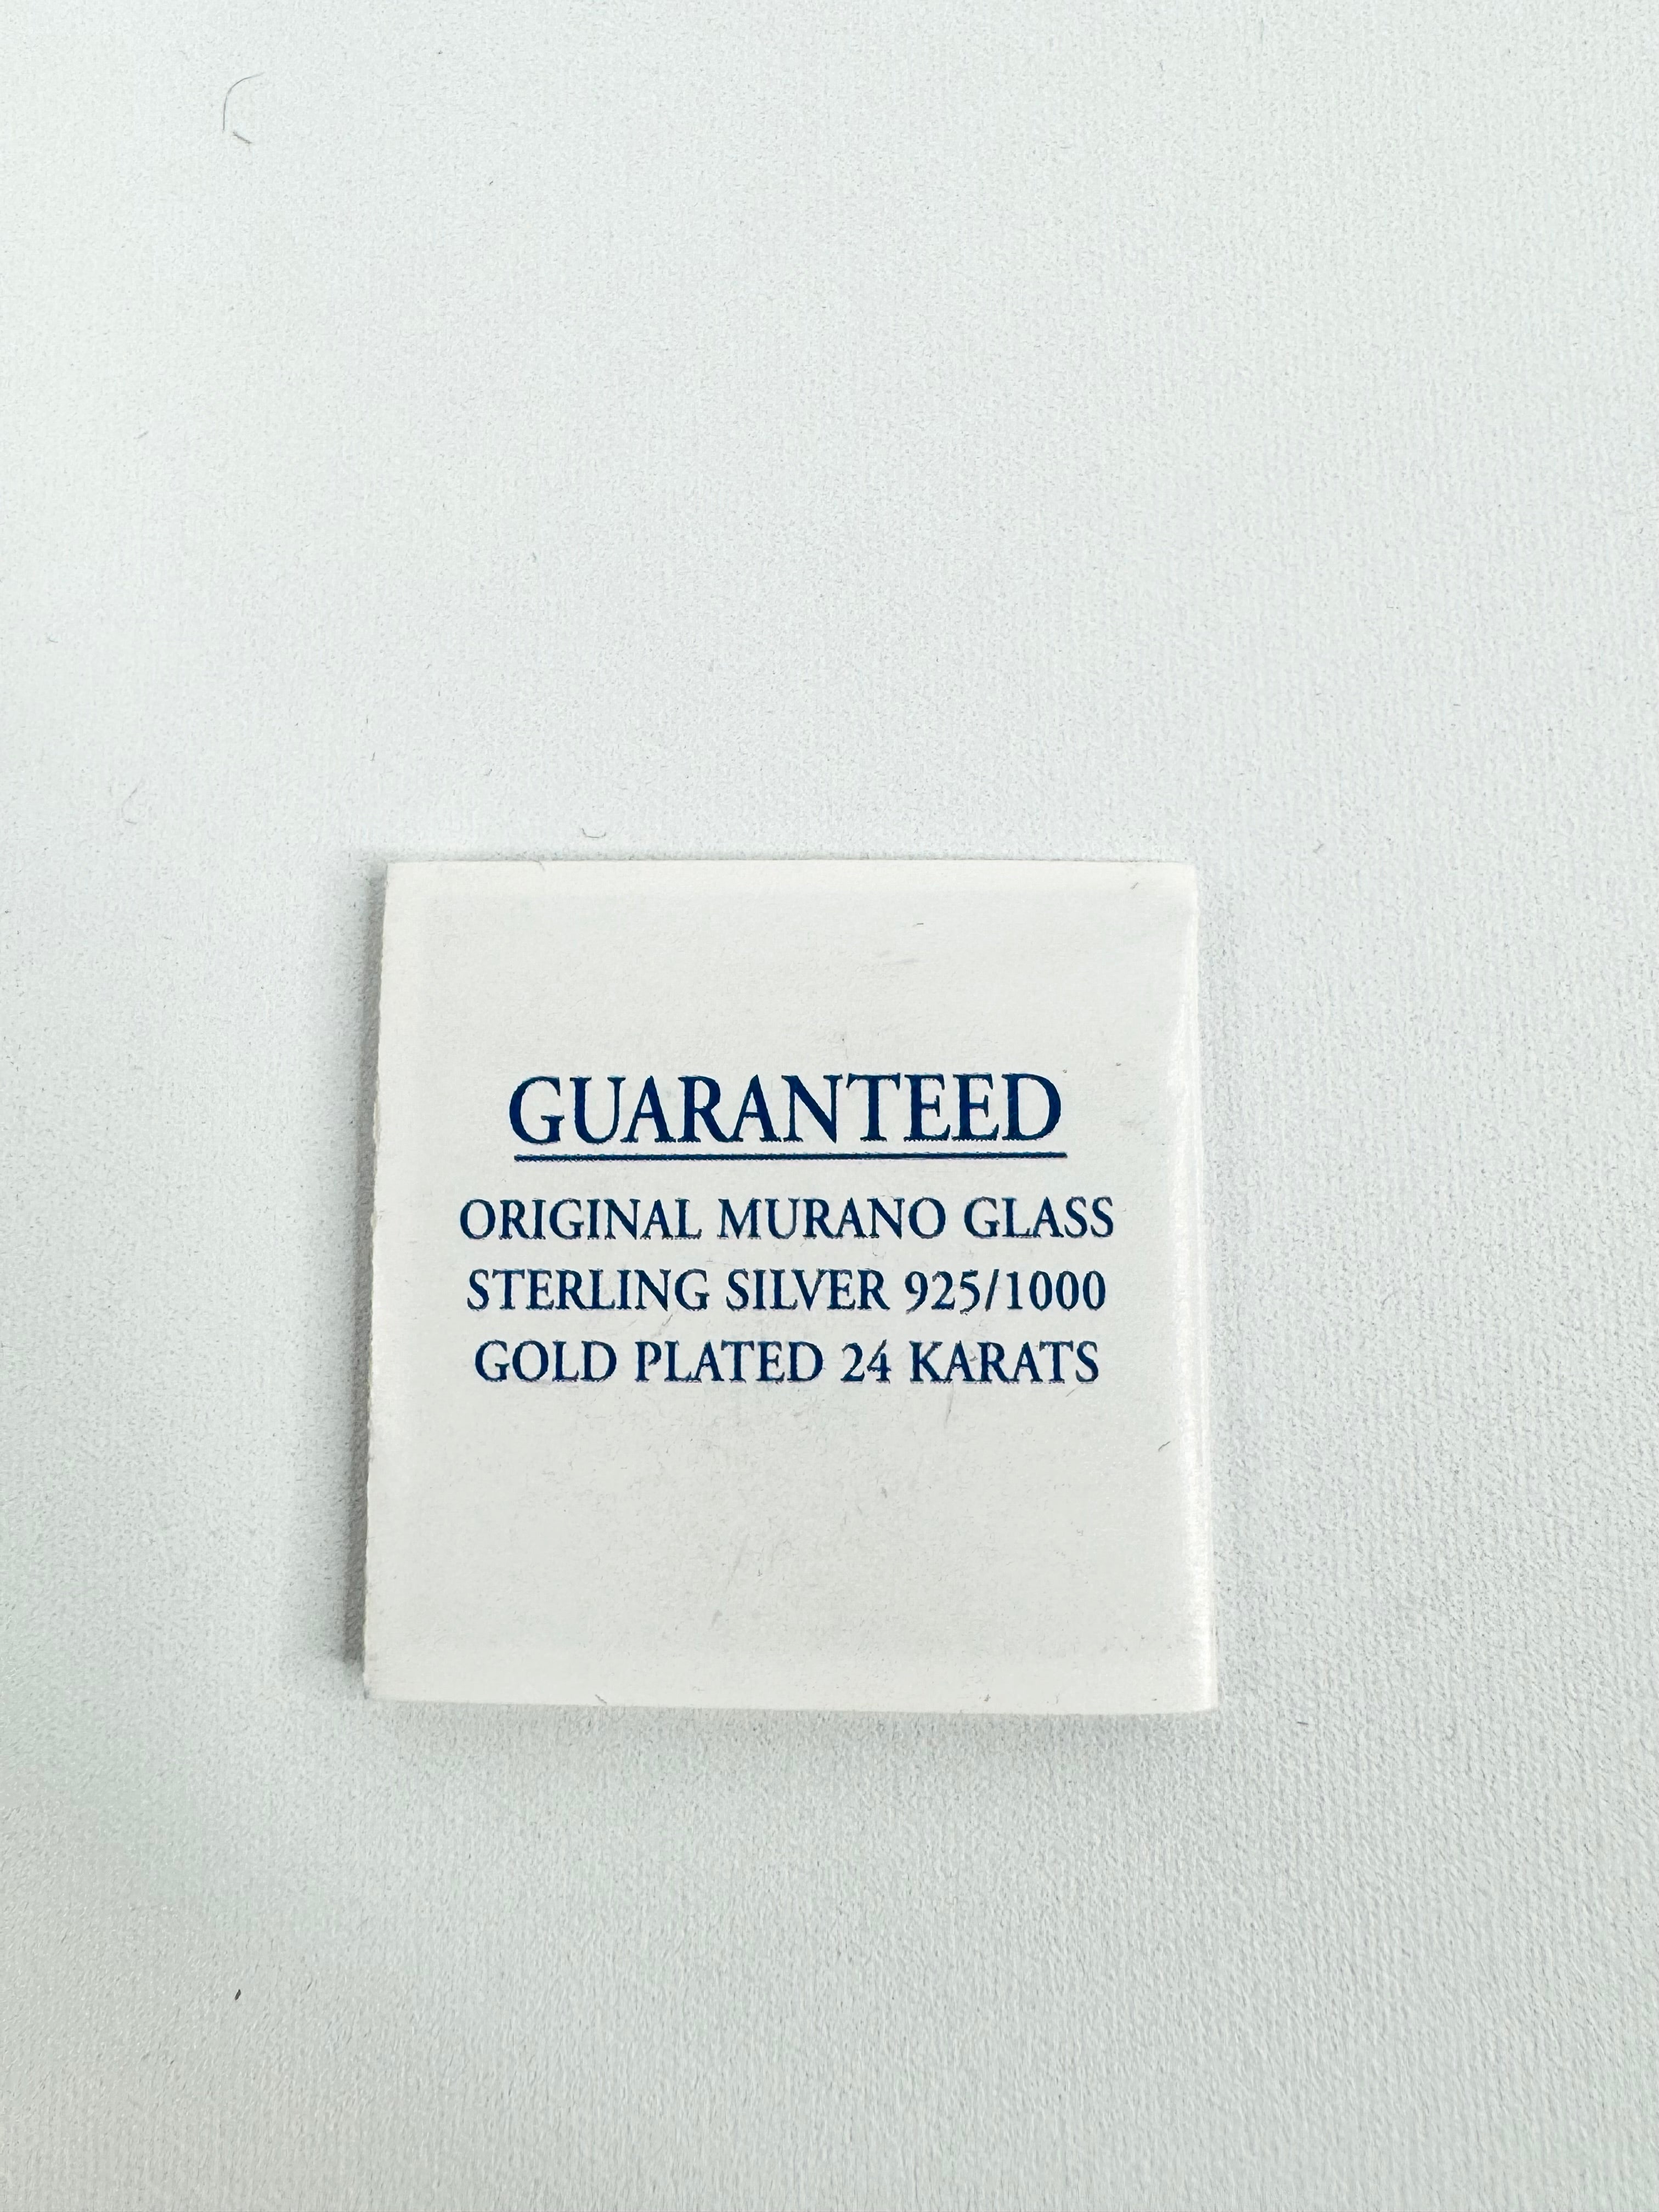 GUARANTEED
ORIGINAL MURANO GLASS
STERLING SILVER 925/1000
GOLD PLATED 24 KARATS